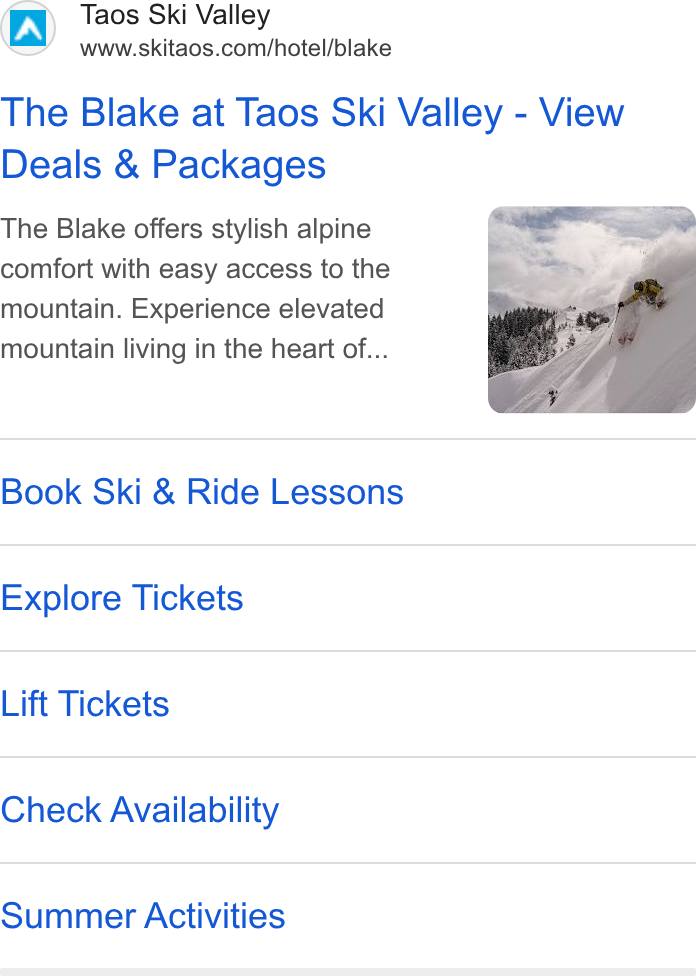 Taos Ski Valley
www.skitaos.com/hotel/blake
The Blake at Taos Ski Valley - View
Deals & Packages
The Blake offers stylish alpine
comfort with easy access to the
mountain. Experience elevated
mountain living in the heart of...
Book Ski & Ride Lessons
Explore Tickets
Lift Tickets
Check Availability
Summer Activities